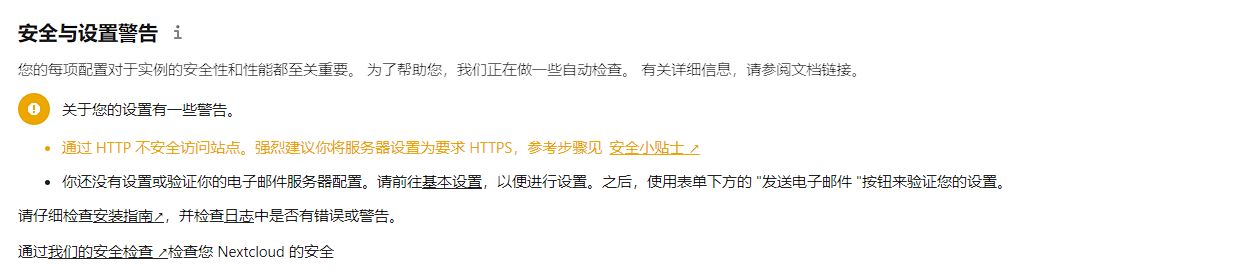 安全与设置警告 i
您的每项配置对于实例的安全性和性能都至关重要。 为了帮助您，我们正在做一些自动检查。 有关详细信息，请参阅文档链接。
关于您的设置有一些警告。
• 通过 HTTP 不安全访问站点。强烈建议你将服务器设置为要求 HTTPS，参考步骤见 安全小贴士 ↗
• 你还没有设置或验证你的电子邮件服务器配置。请前往基本设置，以便进行设置。之后，使用表单下方的 "发送电子邮件 "按钮来验证您的设置。
请仔细检查安装指南↗，并检查日志中是否有错误或警告。
通过我们的安全检查 ↗检查您 Nextcloud 的安全